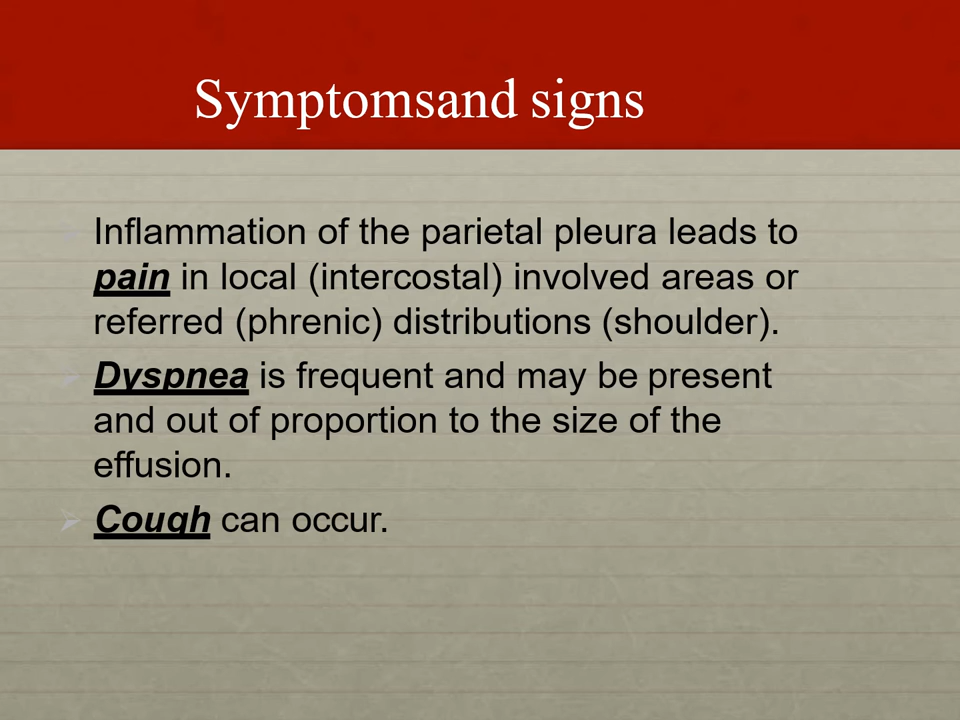 Symptomsand signs
Inflammation of the parietal pleura leads to
pain in local (intercostal) involved areas or
referred (phrenic) distributions (shoulder).
Dyspnea is frequent and may be present
and out of proportion to the size of the
effusion.
Cough can occur.